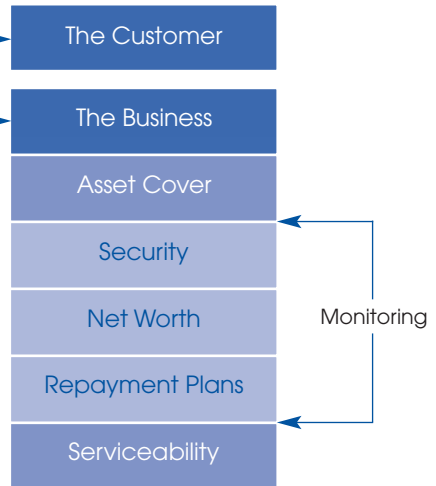 The Customer
The Business
Asset Cover
Security
Net Worth
Monitoring
Repayment Plans
Serviceability